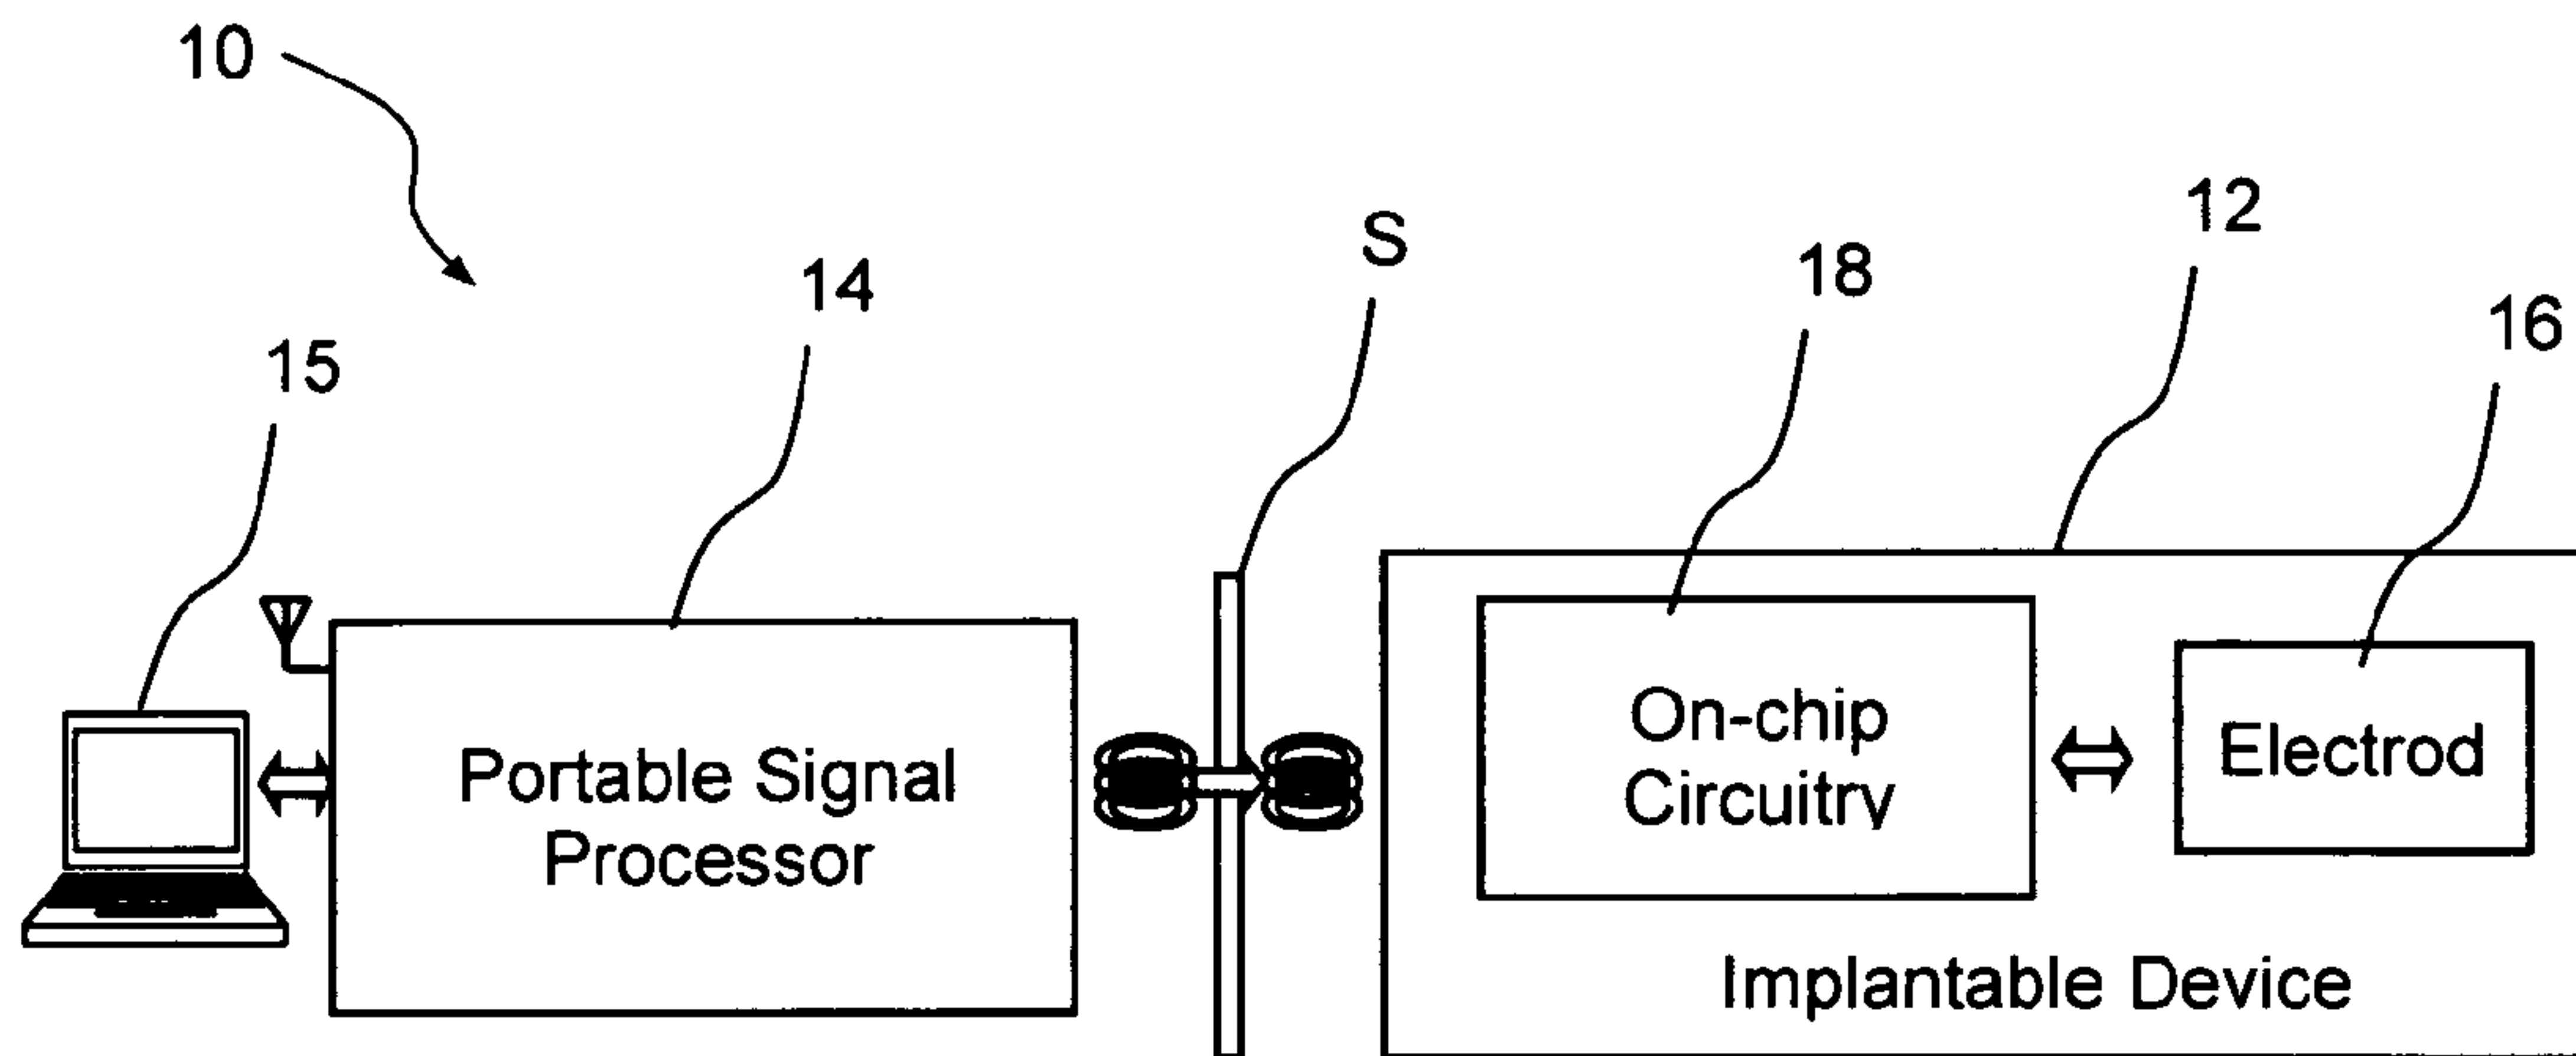 10
S
12
14
18
16
15
Portable Signal
Processor
On-chip
Circuitry
Electrod
Implantable Device